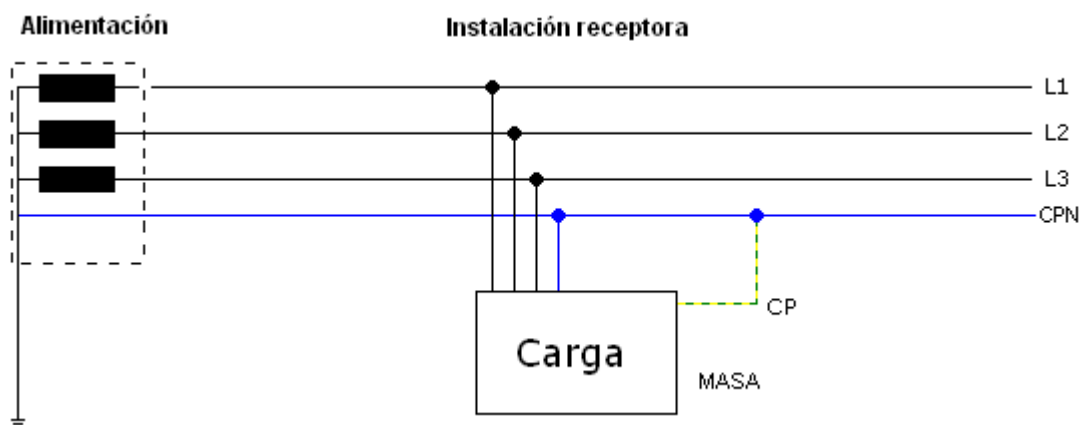 Alimentación
Instalación receptora
L1
L2
L3
CPN
CP
Carga
MASA